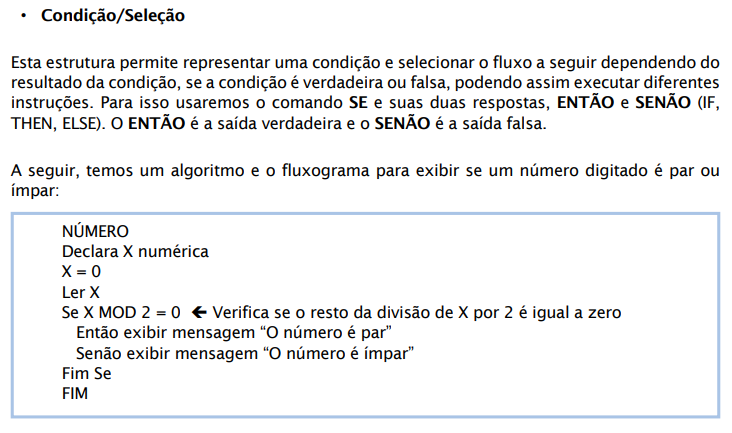 • Condição/Seleção
Esta estrutura permite representar uma condição e selecionar o fluxo a seguir dependendo do
resultado da condição, se a condição é verdadeira ou falsa, podendo assim executar diferentes
instruções. Para isso usaremos o comando SE e suas duas respostas, ENTÃO e SENÃO (IF,
THEN, ELSE). O ENTÃO é a saída verdadeira e o SENÃO é a saída falsa.
A seguir, temos um algoritmo e o fluxograma para exibir se um número digitado é par ou
ímpar:
NÚMERO
Declara X numérica
X = 0
Ler X
Se X MOD 2 = 0 ← Verifica se o resto da divisão de X por 2 é igual a zero
Então exibir mensagem “O número é par”
Senão exibir mensagem “O número é ímpar”
Fim Se
FIM